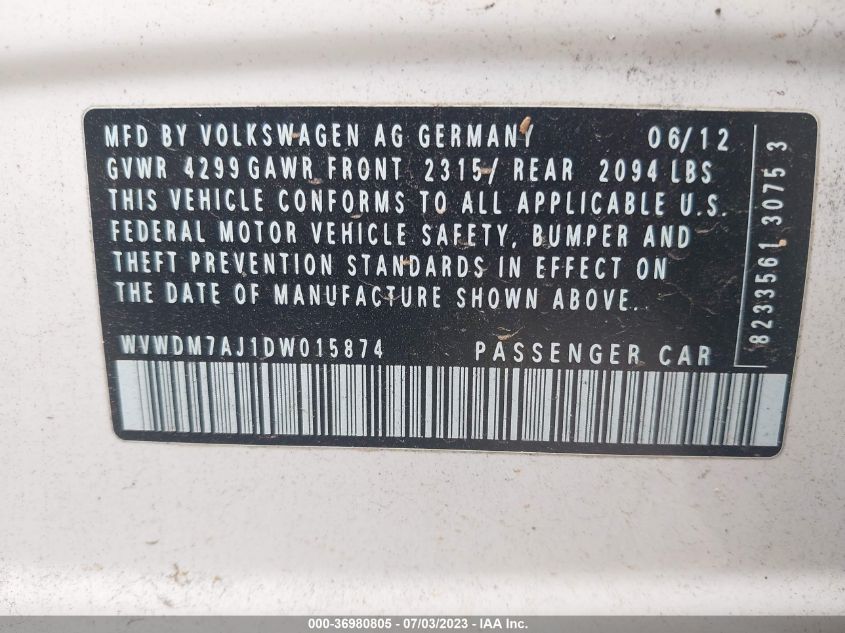 MFD BY VOLKSWAGEN AG GERMANY 06/12
GVWR 4299 GAWR FRONT 2315/ REAR 2094 LBS
THIS VEHICLE CONFORMS TO ALL APPLICABLE U.S.
FEDERAL MOTOR VEHICLE SAFETY, BUMPER AND
THEFT PREVENTION STANDARDS IN EFFECT ON
THE DATE OF MANUFACTURE SHOWN ABOVE.
WVWDM7AJ1DW015874 PASSENGER CAR
8233561 3075 3
000-36980805 - 07/03/2023 - IAA Inc.